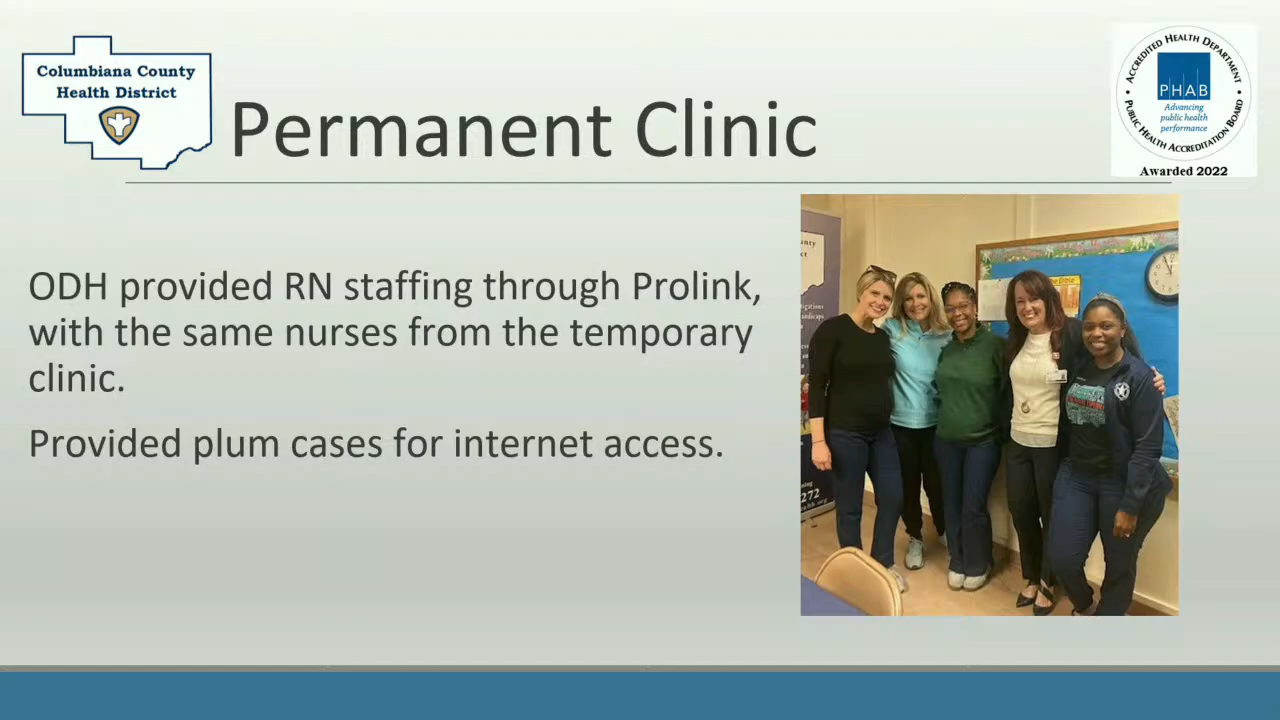 Columbiana County
Health District
Permanent Clinic
ACCREDITED HEALTH DEPARTMENT
PUBLIC HEALTH ACCREDITATION BOARD
PHAB
Advancing
public health
performance
Awarded 2022
ODH provided RN staffing through Prolink,
with the same nurses from the temporary
clinic.
Provided plum cases for internet access.
272